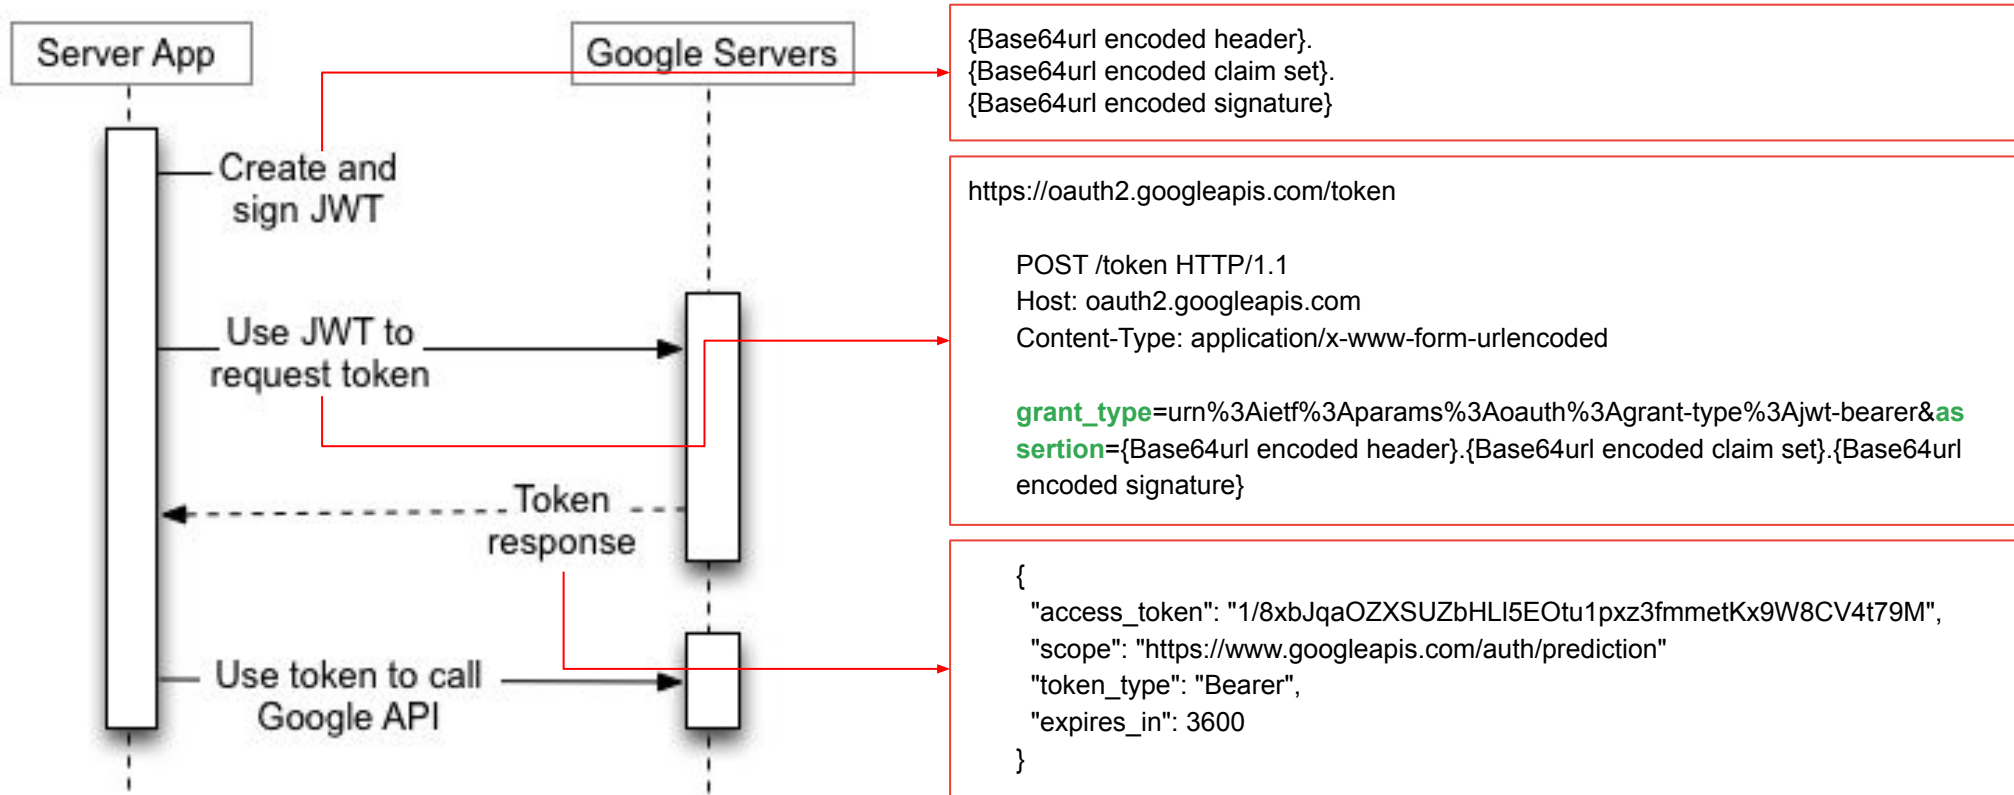 Server App
Google Servers
Create and
sign JWT
Use JWT to
request token
Token
response
Use token to call
Google API
{Base64url encoded header}.
{Base64url encoded claim set}.
{Base64url encoded signature}
https://oauth2.googleapis.com/token
POST /token HTTP/1.1
Host: oauth2.googleapis.com
Content-Type: application/x-www-form-urlencoded
grant_type=urn%3Aietf%3Aparams%3Aoauth%3Agrant-type%3Ajwt-bearer&as
sertion={Base64url encoded header}.{Base64url encoded claim set}.{Base64url
encoded signature}
{
"access_token": "1/8xbJqaOZXSUZbHLl5EOtu1pxz3fmmetKx9W8CV4t79M",
"scope": "https://www.googleapis.com/auth/prediction"
"token_type": "Bearer",
"expires_in": 3600
}